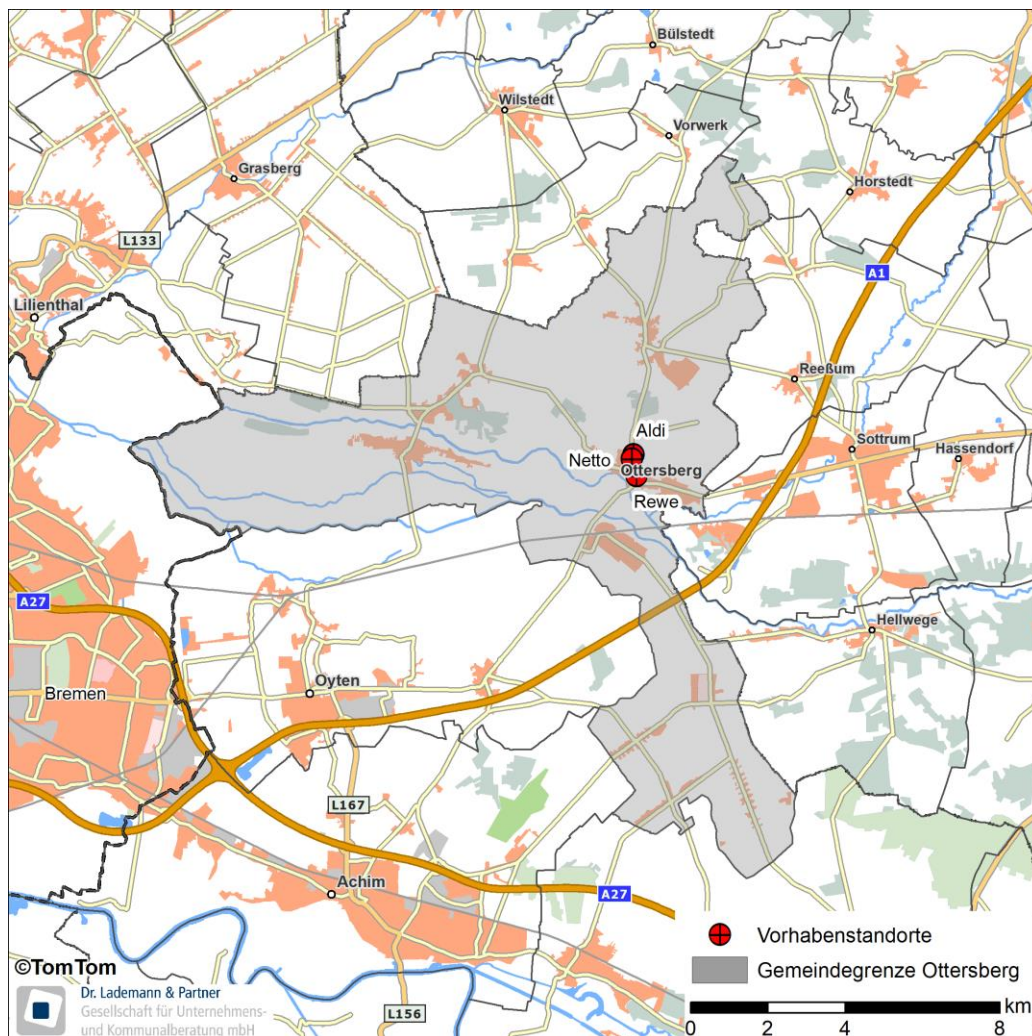 Bülstedt
Wilstedt
Vorwerk
Grasberg
Horstedt
L133
A1
Lilienthal
Reeßum
Aldi
Sottrum
Netto
Ottersberg
Hassendorf
Rewe
A27
Hellwege
Oyten
Bremen
L167
Achim
A27
Vorhabenstandorte
©TomTom
Gemeindegrenze Ottersberg
Dr. Lademann & Partner
Gesellschaft für Unternehmens-
und Kommunalberatung mbH
L156
km
0 2 4 8